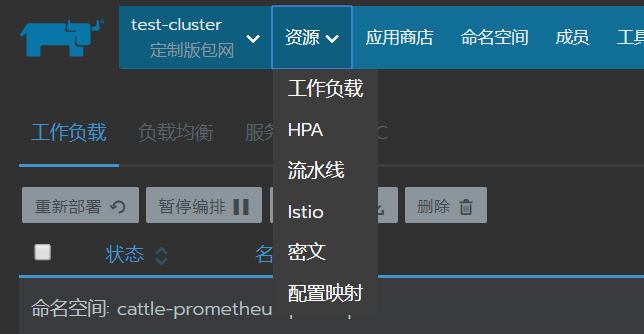 test-cluster
定制版包网
资源 应用商店 命名空间 成员
工作负载
HPA
流水线
Istio
密文
配置映射
工作负载 负载均衡 服务
重新部署 暂停编排 删除
状态 名
命名空间: cattle-prometheu